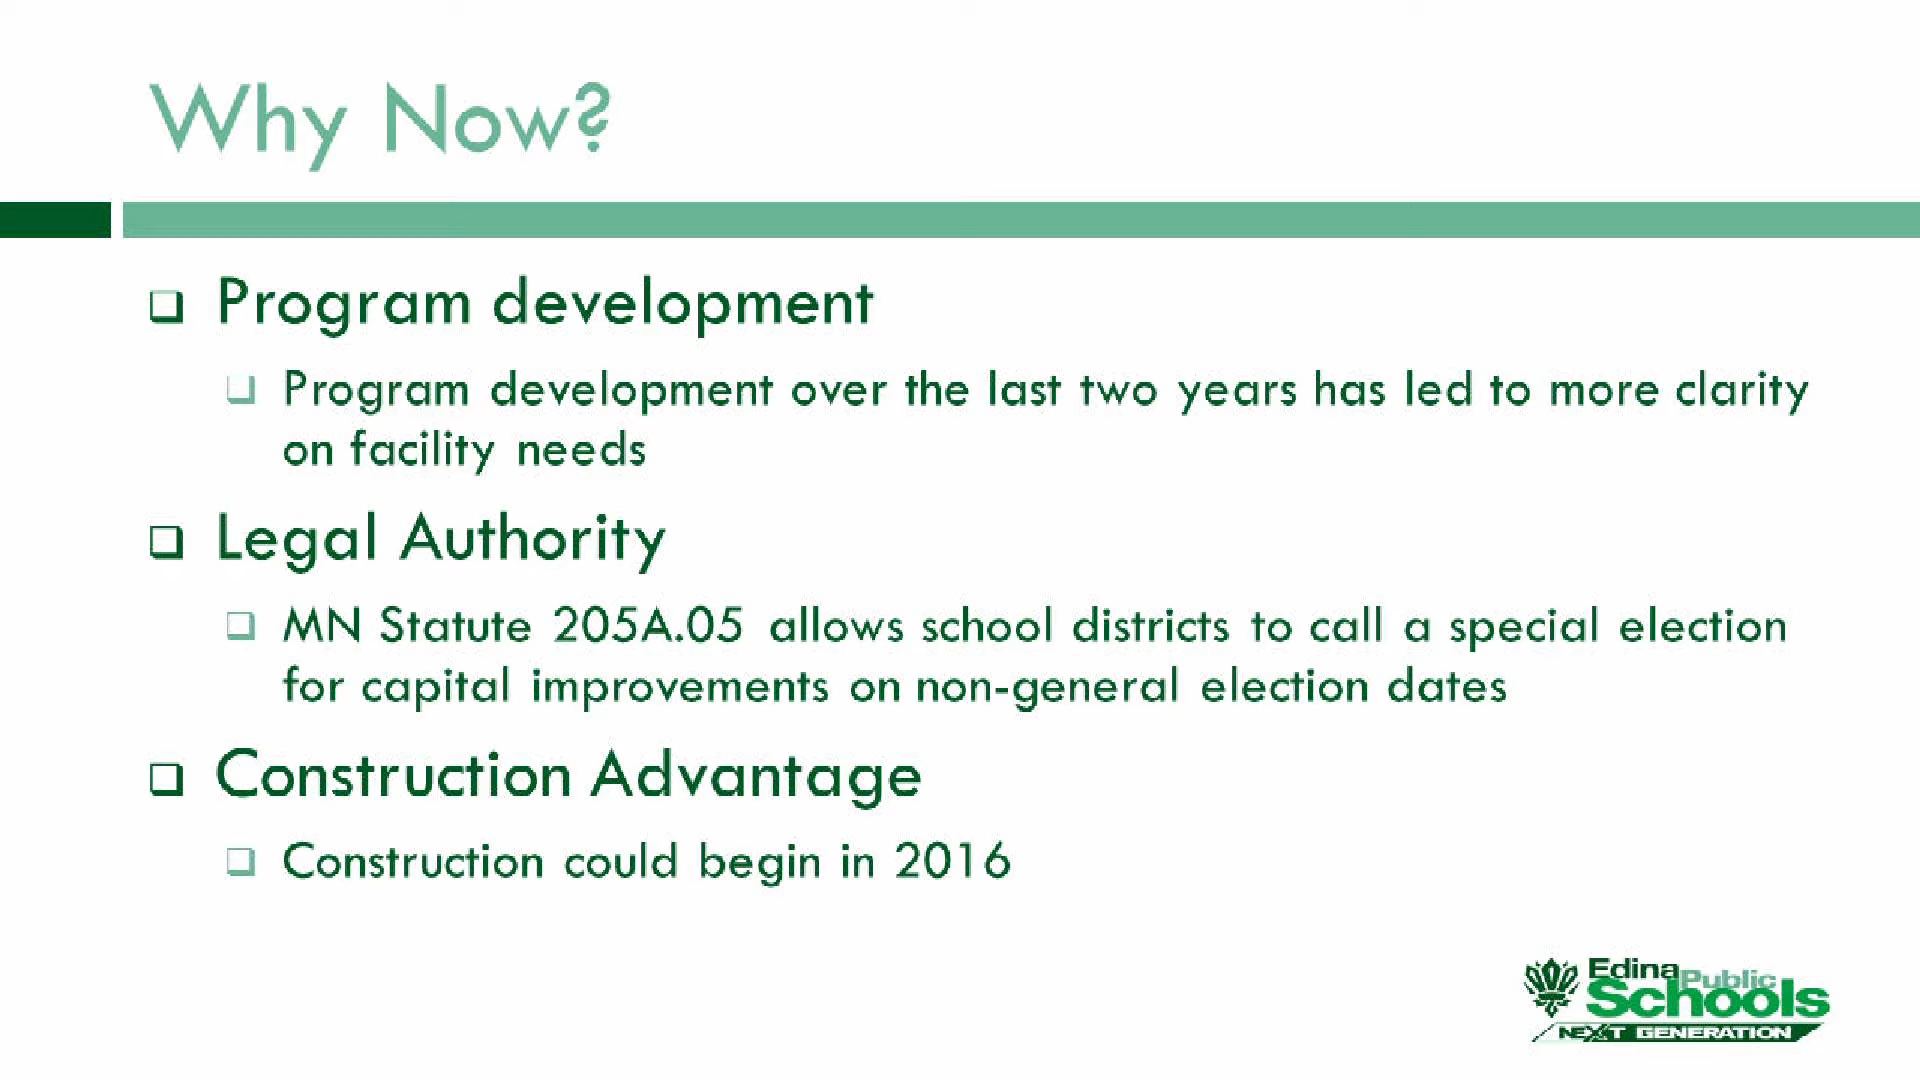 Why Now?
Program development
Program development over the last two years has led to more clarity
on facility needs
Legal Authority
MN Statute 205A.05 allows school districts to call a special election
for capital improvements on non-general election dates
Construction Advantage
Construction could begin in 2016
Edina Public
Schools
NEXT GENERATION